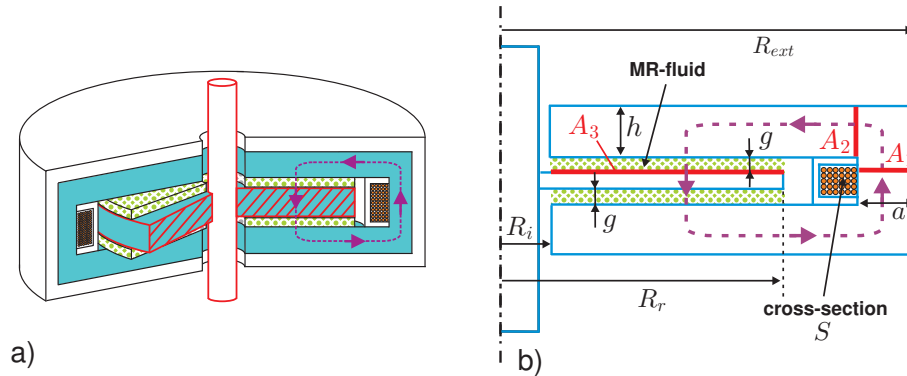 a)
b)
R_ext
MR-fluid
A_3
h
g
A_2
A
R_i
g
a
R_r
cross-section
S